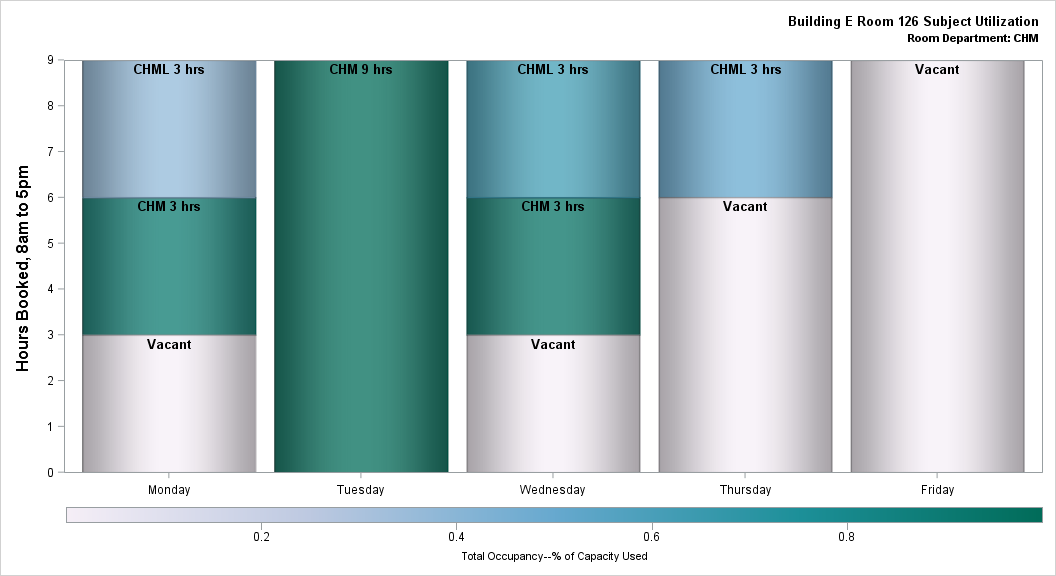 Building E Room 126 Subject Utilization
Room Department: CHM
Hours Booked, 8am to 5pm
9
8
7
6
5
4
3
2
1
0
CHML 3 hrs
CHM 3 hrs
Vacant
CHM 9 hrs
CHML 3 hrs
CHM 3 hrs
Vacant
CHML 3 hrs
Vacant
Vacant
Monday Tuesday Wednesday Thursday Friday
0.2 0.4 0.6 0.8
Total Occupancy--% of Capacity Used